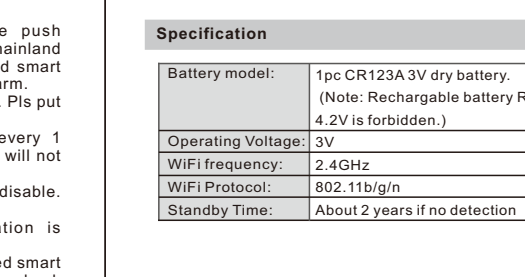 e push
ainland
d smart
arm.
. Pls put
every 1
will not
disable.
ation is
ed smart
Specification
Battery model: 1pc CR123A 3V dry battery.
(Note: Rechargable battery R
4.2V is forbidden.)
Operating Voltage: 3V
WiFi frequency: 2.4GHz
WiFi Protocol: 802.11b/g/n
Standby Time: About 2 years if no detection